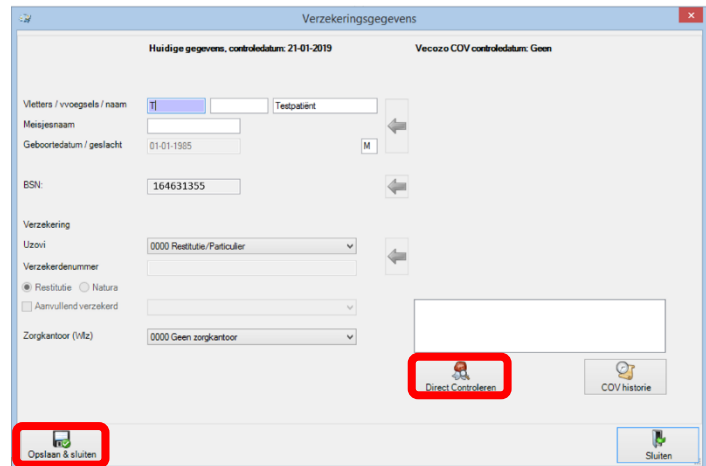 Verzekeringsgegevens
Huidige gegevens, controledatum: 21-01-2019 Vecozo COV controledatum: Geen
Vletters / vvoegsels / naam T Testpatiënt
Meisjesnaam
Geboortedatum / geslacht 01-01-1985 M
BSN: 164631355
Verzekering
Uzovi 0000 Restitutie/Particulier
Verzekerdenummer
Restitutie Natura
Aanvullend verzekerd
Zorgkantoor (Wlz) 0000 Geen zorgkantoor
Direct Controleren COV historie
Opslaan & sluiten Sluiten